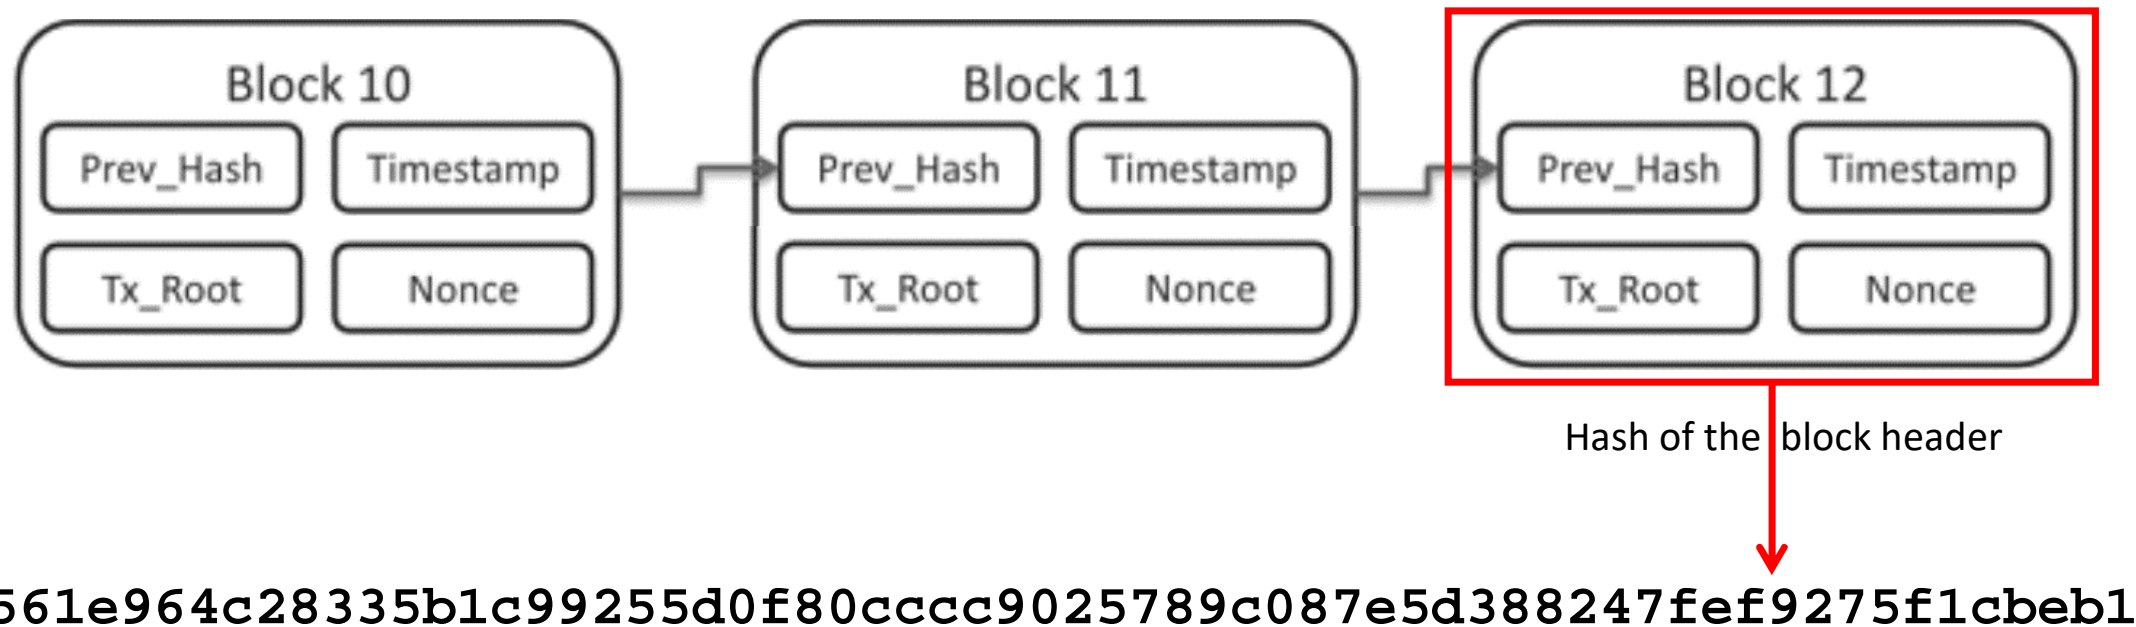 Block 10
Prev_Hash
Timestamp
Tx_Root
Nonce
Block 11
Prev_Hash
Timestamp
Tx_Root
Nonce
Block 12
Prev_Hash
Timestamp
Tx_Root
Nonce
Hash of the block header
561e964c28335b1c99255d0f80cccc9025789c087e5d388247fef9275f1cbeb1